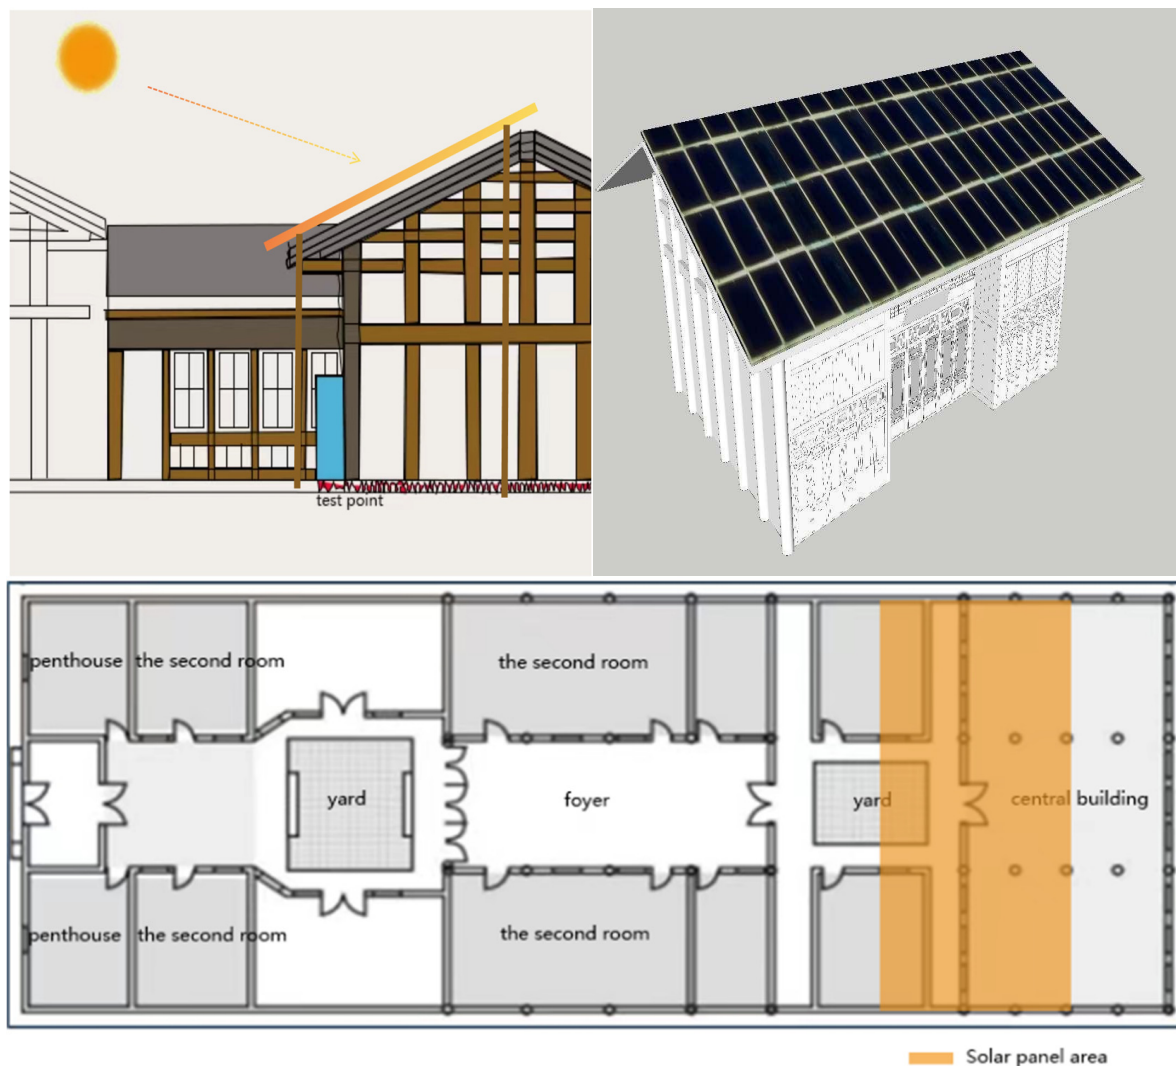 test point
penthouse
the second room
the second room
yard
foyer
yard
central building
penthouse
the second room
the second room
Solar panel area